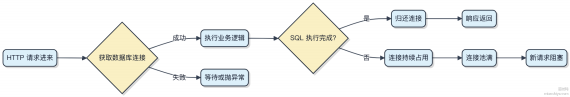 HTTP 请求进来
获取数据库连接
成功
失败
执行业务逻辑
等待或抛异常
SQL 执行完成?
是
否
归还连接
响应返回
连接持续占用
连接池满
新请求阻塞